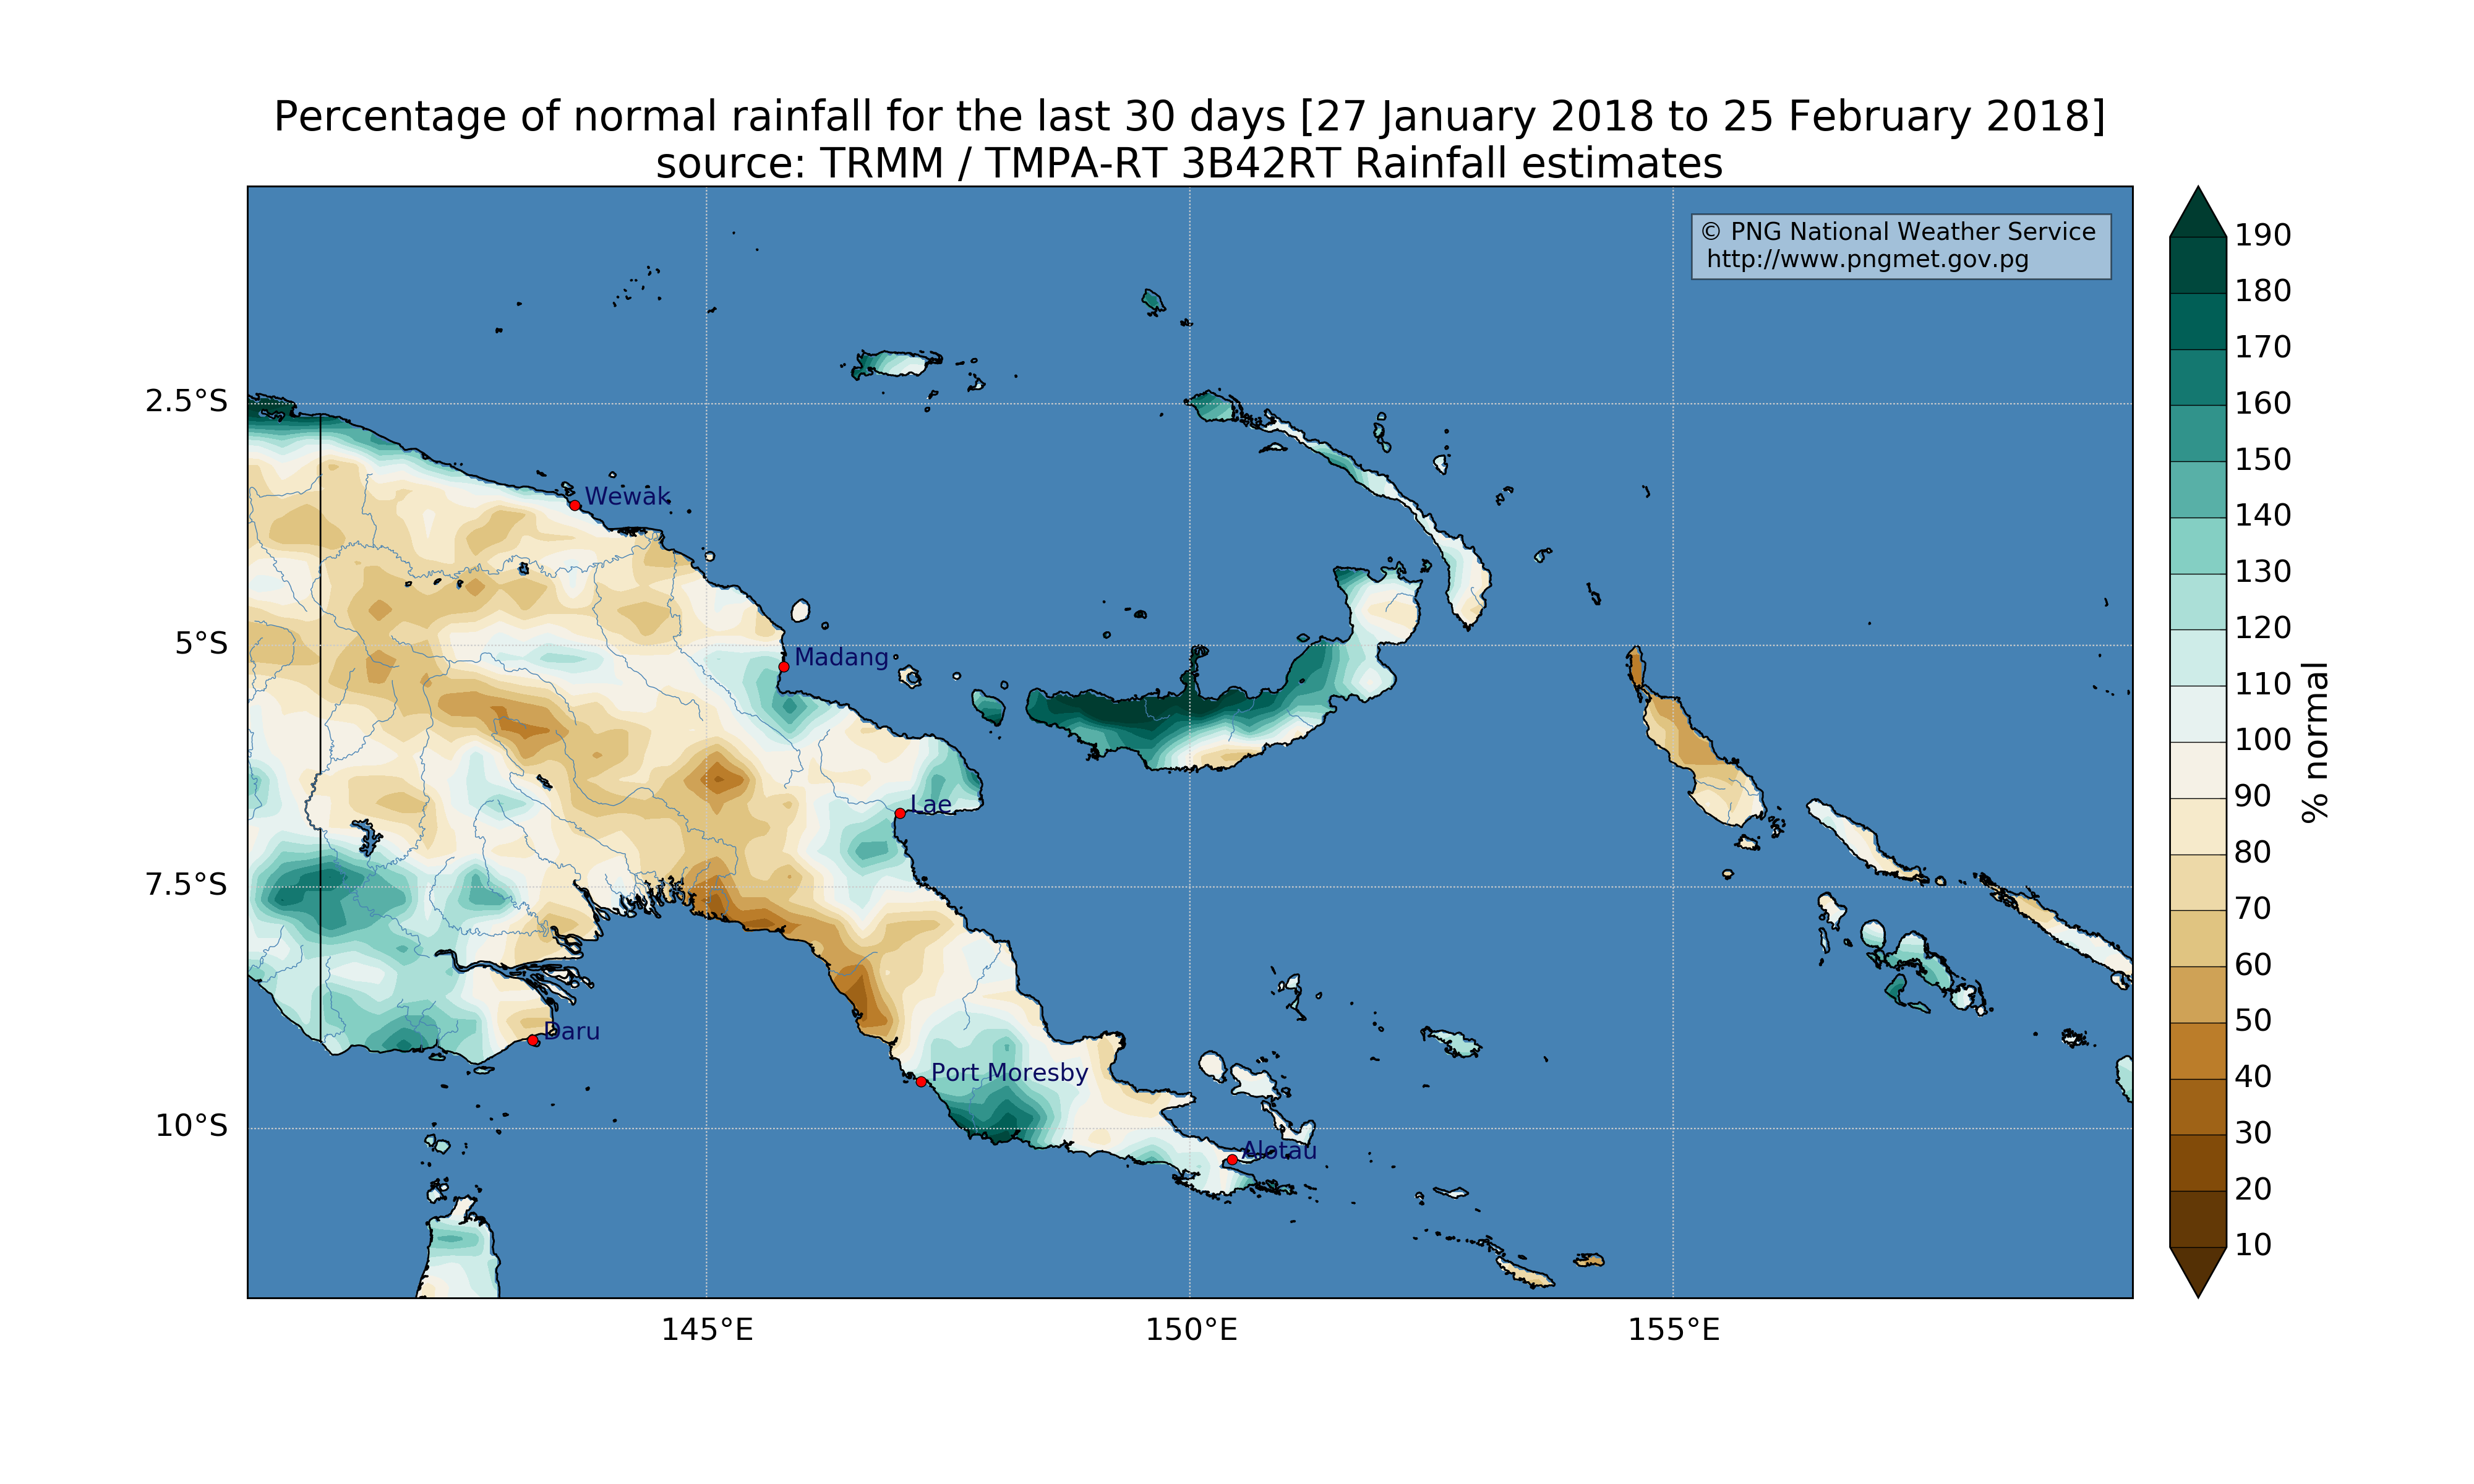 Percentage of normal rainfall for the last 30 days [27 January 2018 to 25 February 2018]
source: TRMM / TMPA-RT 3B42RT Rainfall estimates
© PNG National Weather Service
http://www.pngmet.gov.pg
190
180
170
160
150
140
130
120
110
100
90
80
70
60
50
40
30
20
10
% normal
2.5°S
5°S
7.5°S
10°S
Wewak
Madang
Lae
Daru
Port Moresby
Alotau
145°E
150°E
155°E